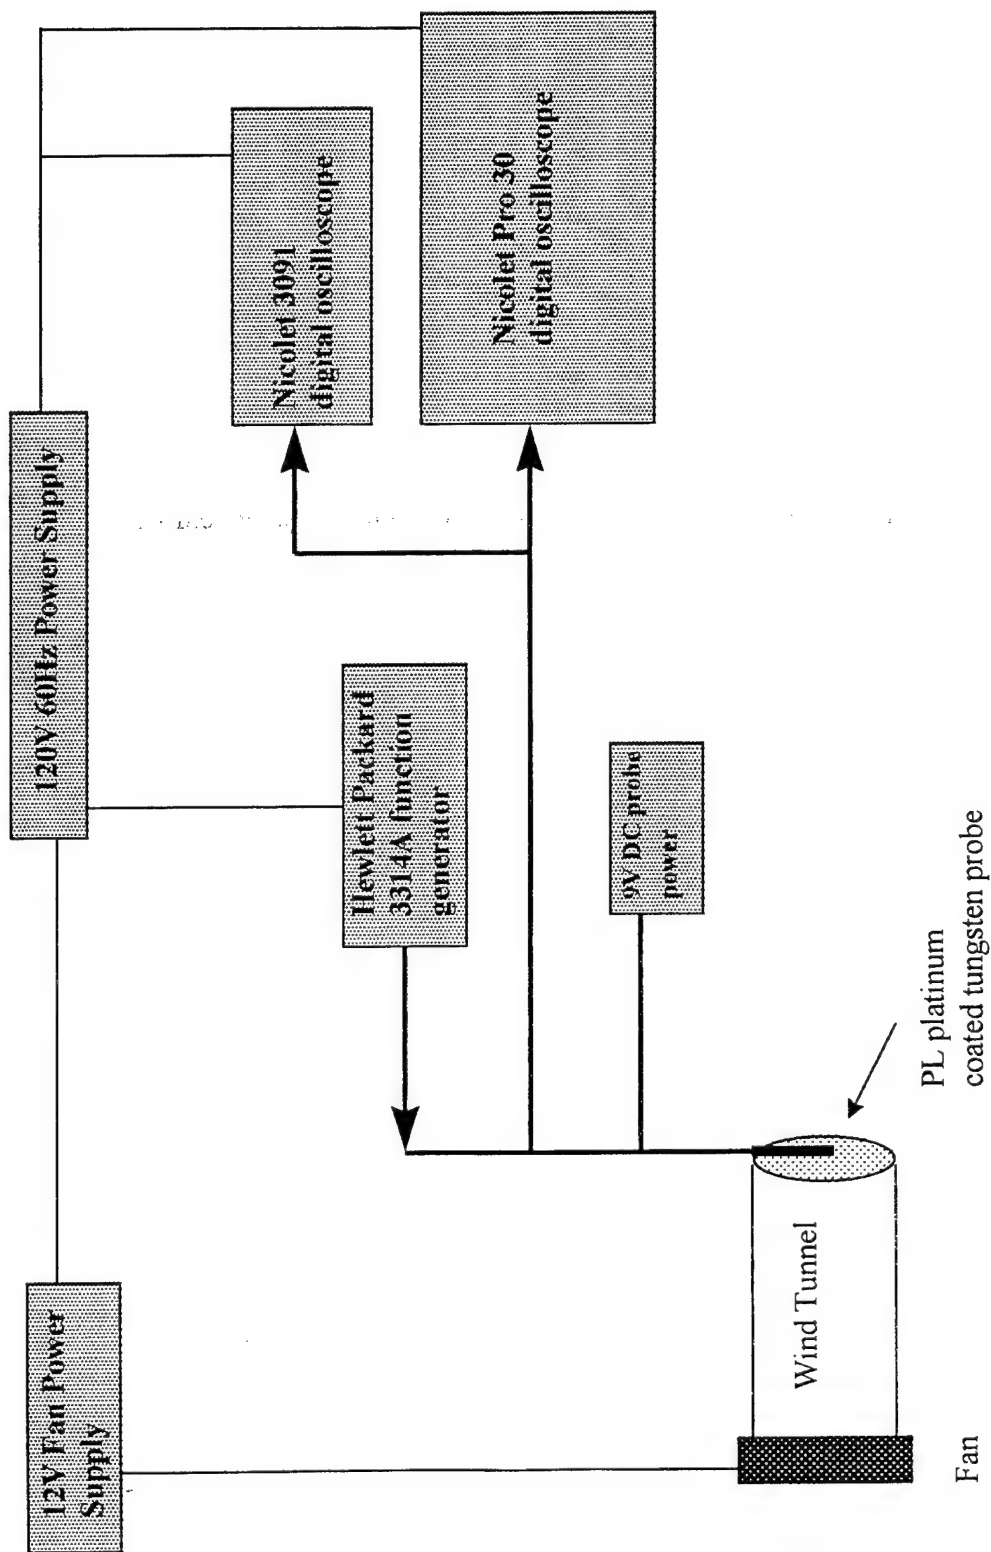 12V Fan Power
Supply
120V 60Hz Power Supply
Nicolet 3091
digital oscilloscope
Hewlett Packard
3314A function
generator
Nicolet Pro 30
digital oscilloscope
9V DC probe
power
Wind Tunnel
PL platinum
coated tungsten probe
Fan